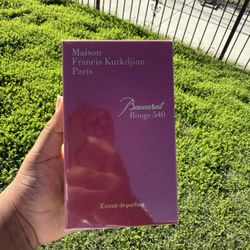 Maison
Francis Kurkdjian
Paris
Baccarat
Rouge 540
Extrait de parfum